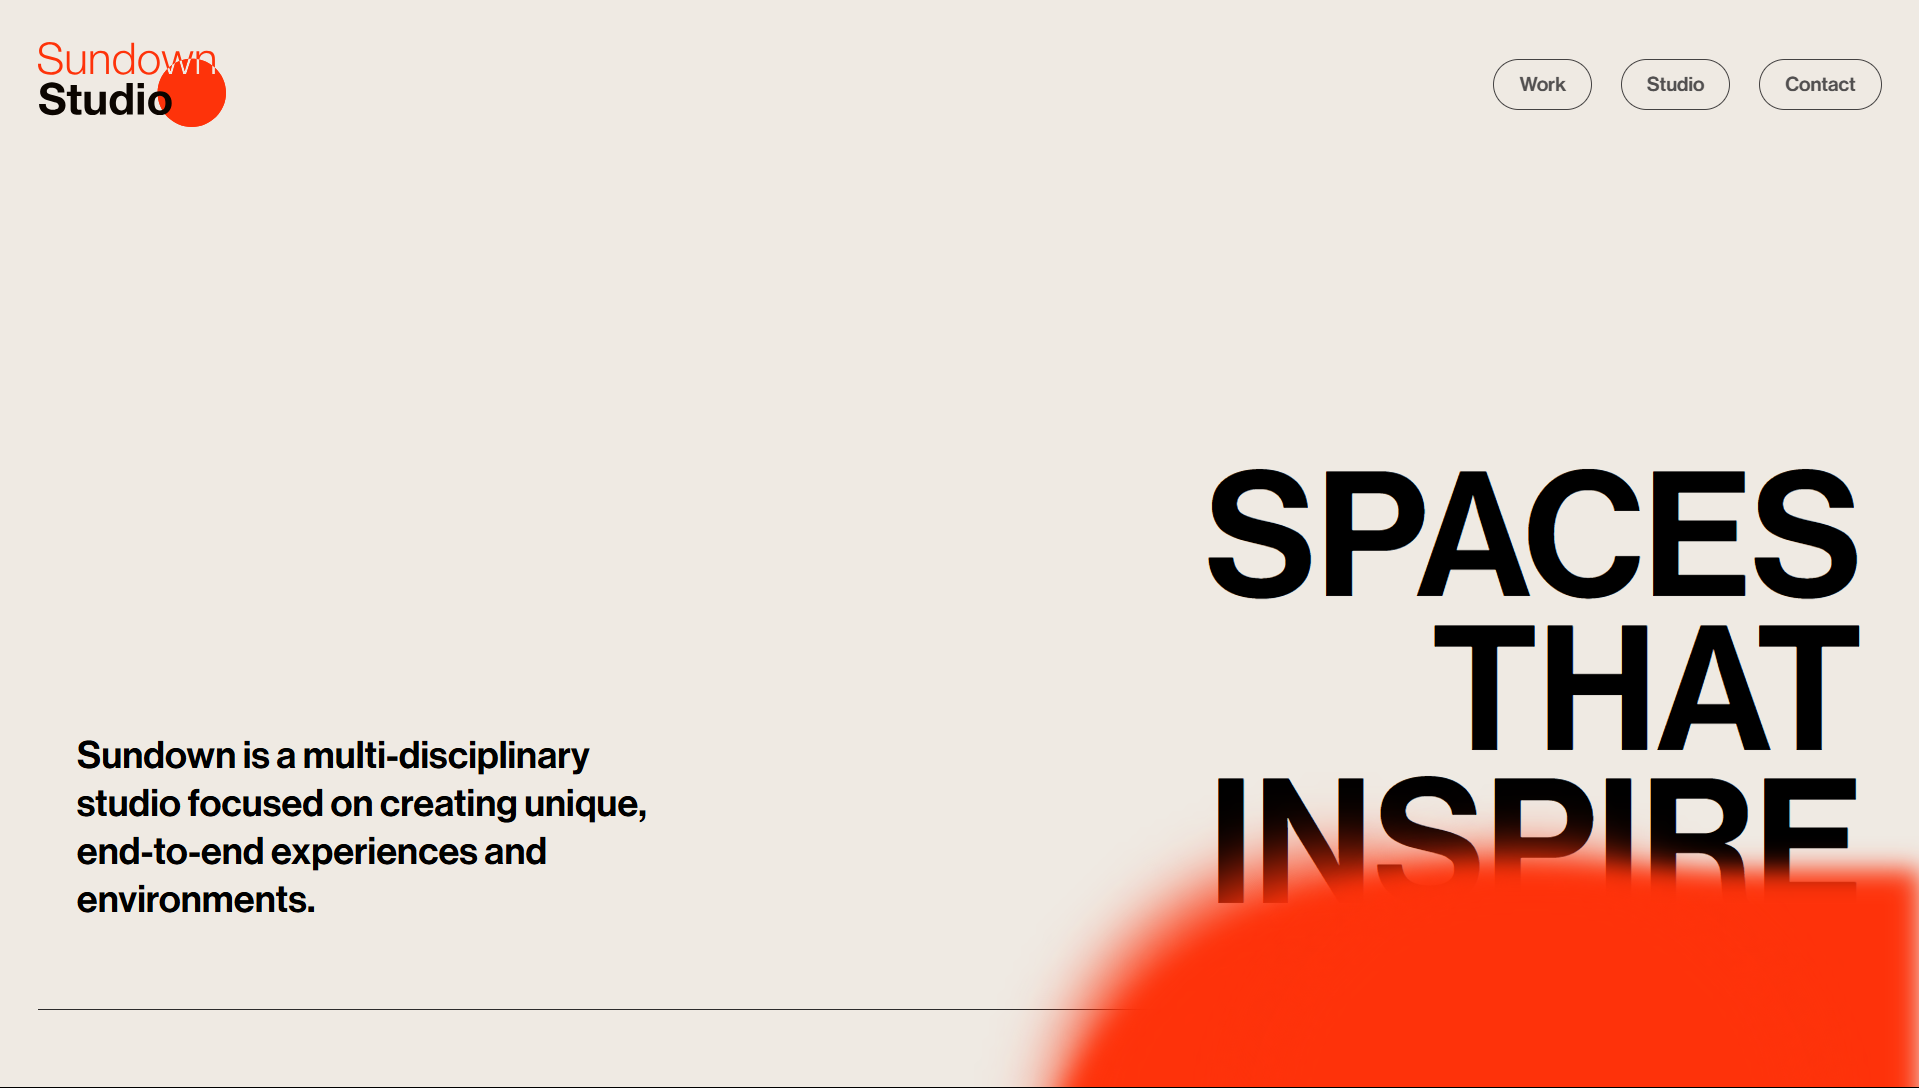 Sundown
Studio
Work
Studio
Contact
SPACES
THAT
INSPIRE
Sundown is a multi-disciplinary
studio focused on creating unique,
end-to-end experiences and
environments.